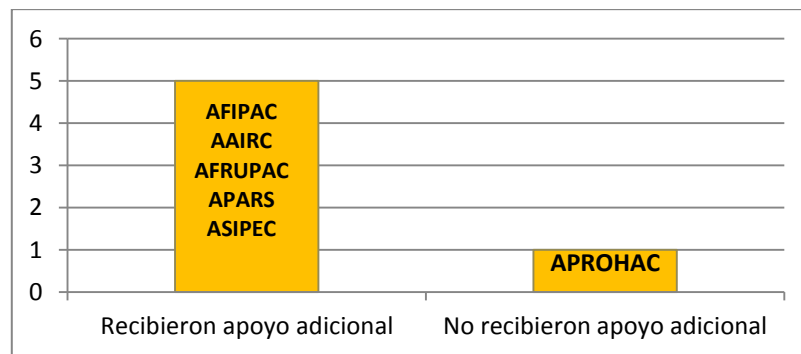 6
5
4
3
2
1
0
AFIPAC
AAIRC
AFRUPAC
APARS
ASIPEC
APROHAC
Recibieron apoyo adicional
No recibieron apoyo adicional